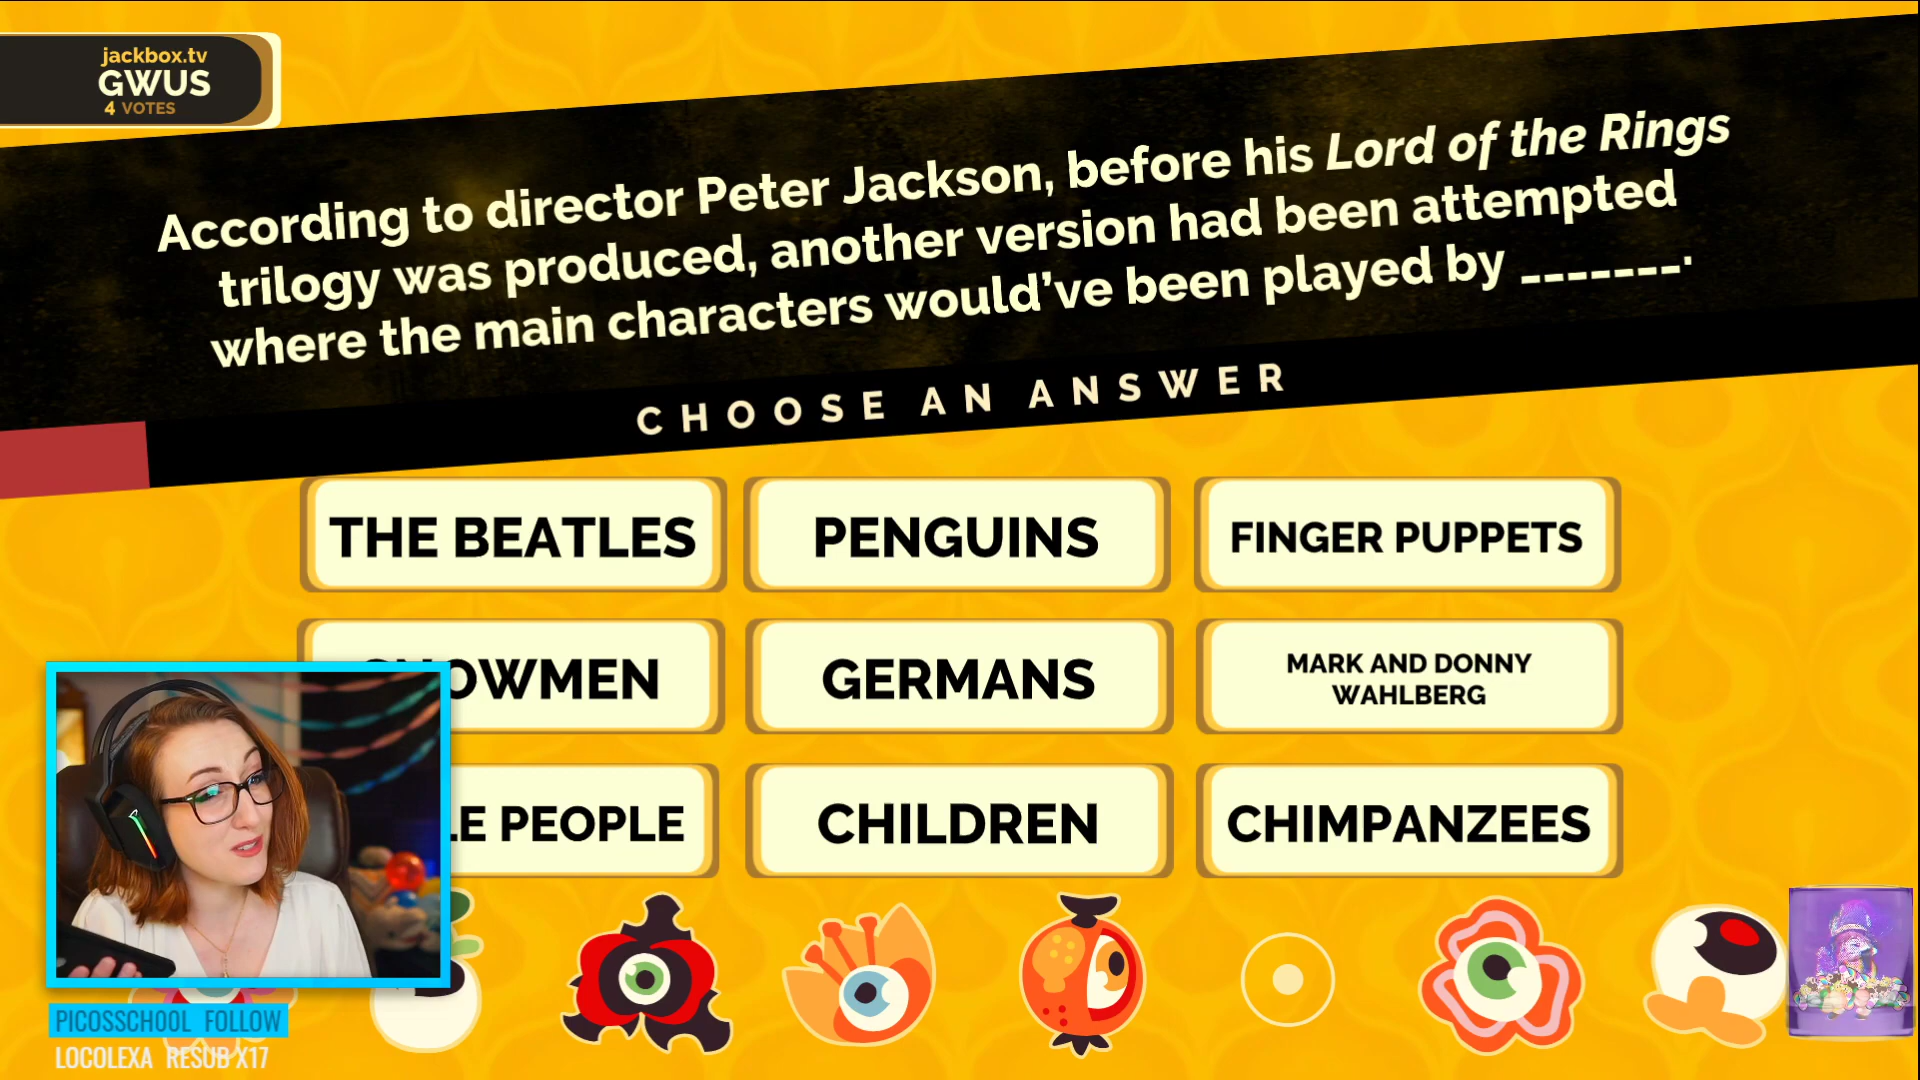 jackbox.tv
GWUS
4 VOTES
According to director Peter Jackson, before his Lord of the Rings
trilogy was produced, another version had been attempted
where the main characters would've been played by _______.
CHOOSE AN ANSWER
THE BEATLES
PENGUINS
FINGER PUPPETS
GERMANS
MARK AND DONNY
WAHLBERG
PEOPLE
CHILDREN
CHIMPANZEES
PICOSSCHOOL FOLLOW
LOCOLEXA RESUB X17